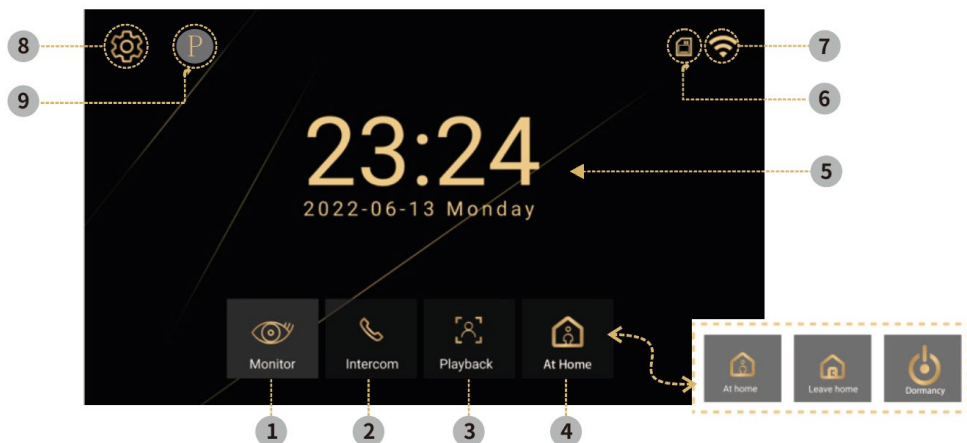 8
9
P
7
6
23:24
5
2022-06-13 Monday
Monitor
Intercom
Playback
At Home
At home
Leave home
Dormancy
1
2
3
4